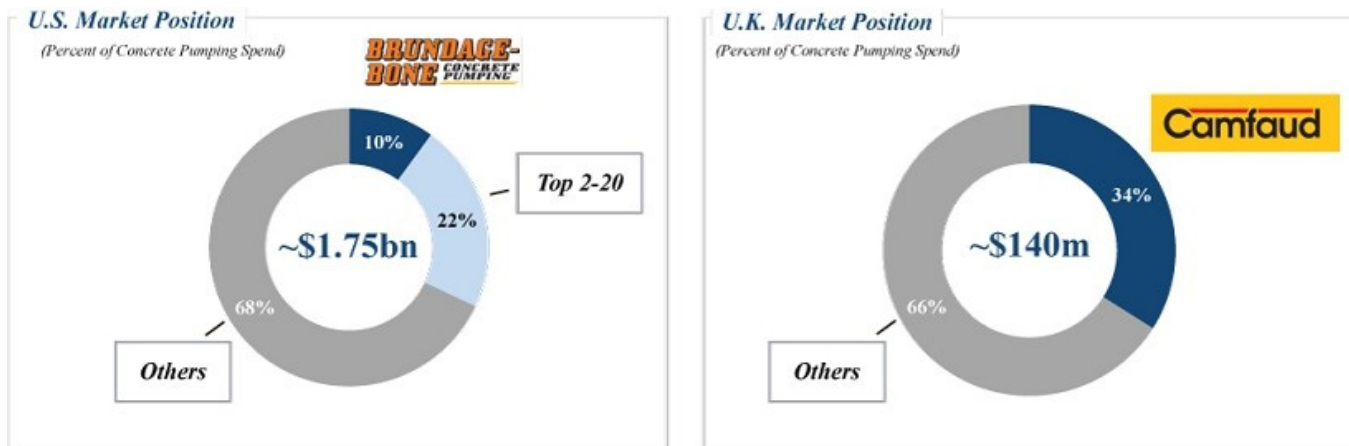 U.S. Market Position
(Percent of Concrete Pumping Spend)
BRUNDAGE-
BONE CONCRETE
PUMPING
10%
Top 2-20
22%
~$1.75bn
68%
Others
U.K. Market Position
(Percent of Concrete Pumping Spend)
Camfaud
34%
~$140m
66%
Others